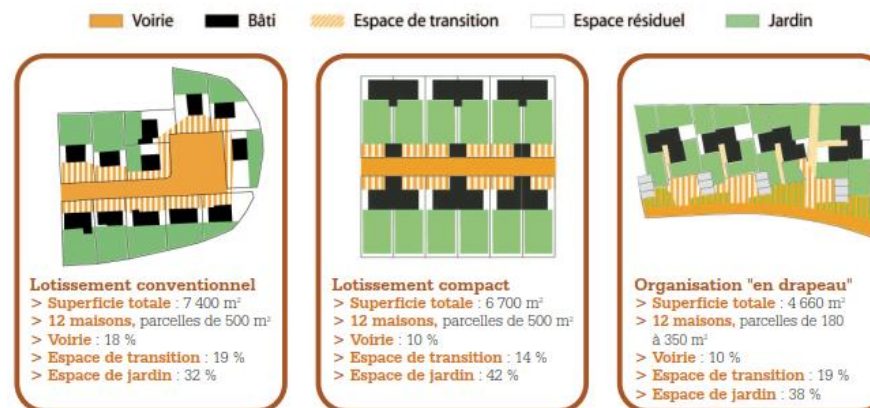 Voirie Bâti Espace de transition Espace résiduel Jardin
Lotissement conventionnel
> Superficie totale : 7 400 m²
> 12 maisons, parcelles de 500 m²
> Voirie : 18 %
> Espace de transition : 19 %
> Espace de jardin : 32 %
Lotissement compact
> Superficie totale : 6 700 m²
> 12 maisons, parcelles de 500 m²
> Voirie : 10 %
> Espace de transition : 14 %
> Espace de jardin : 42 %
Organisation "en drapeau"
> Superficie totale : 4 660 m²
> 12 maisons, parcelles de 180
à 350 m²
> Voirie : 10 %
> Espace de transition : 19 %
> Espace de jardin : 38 %